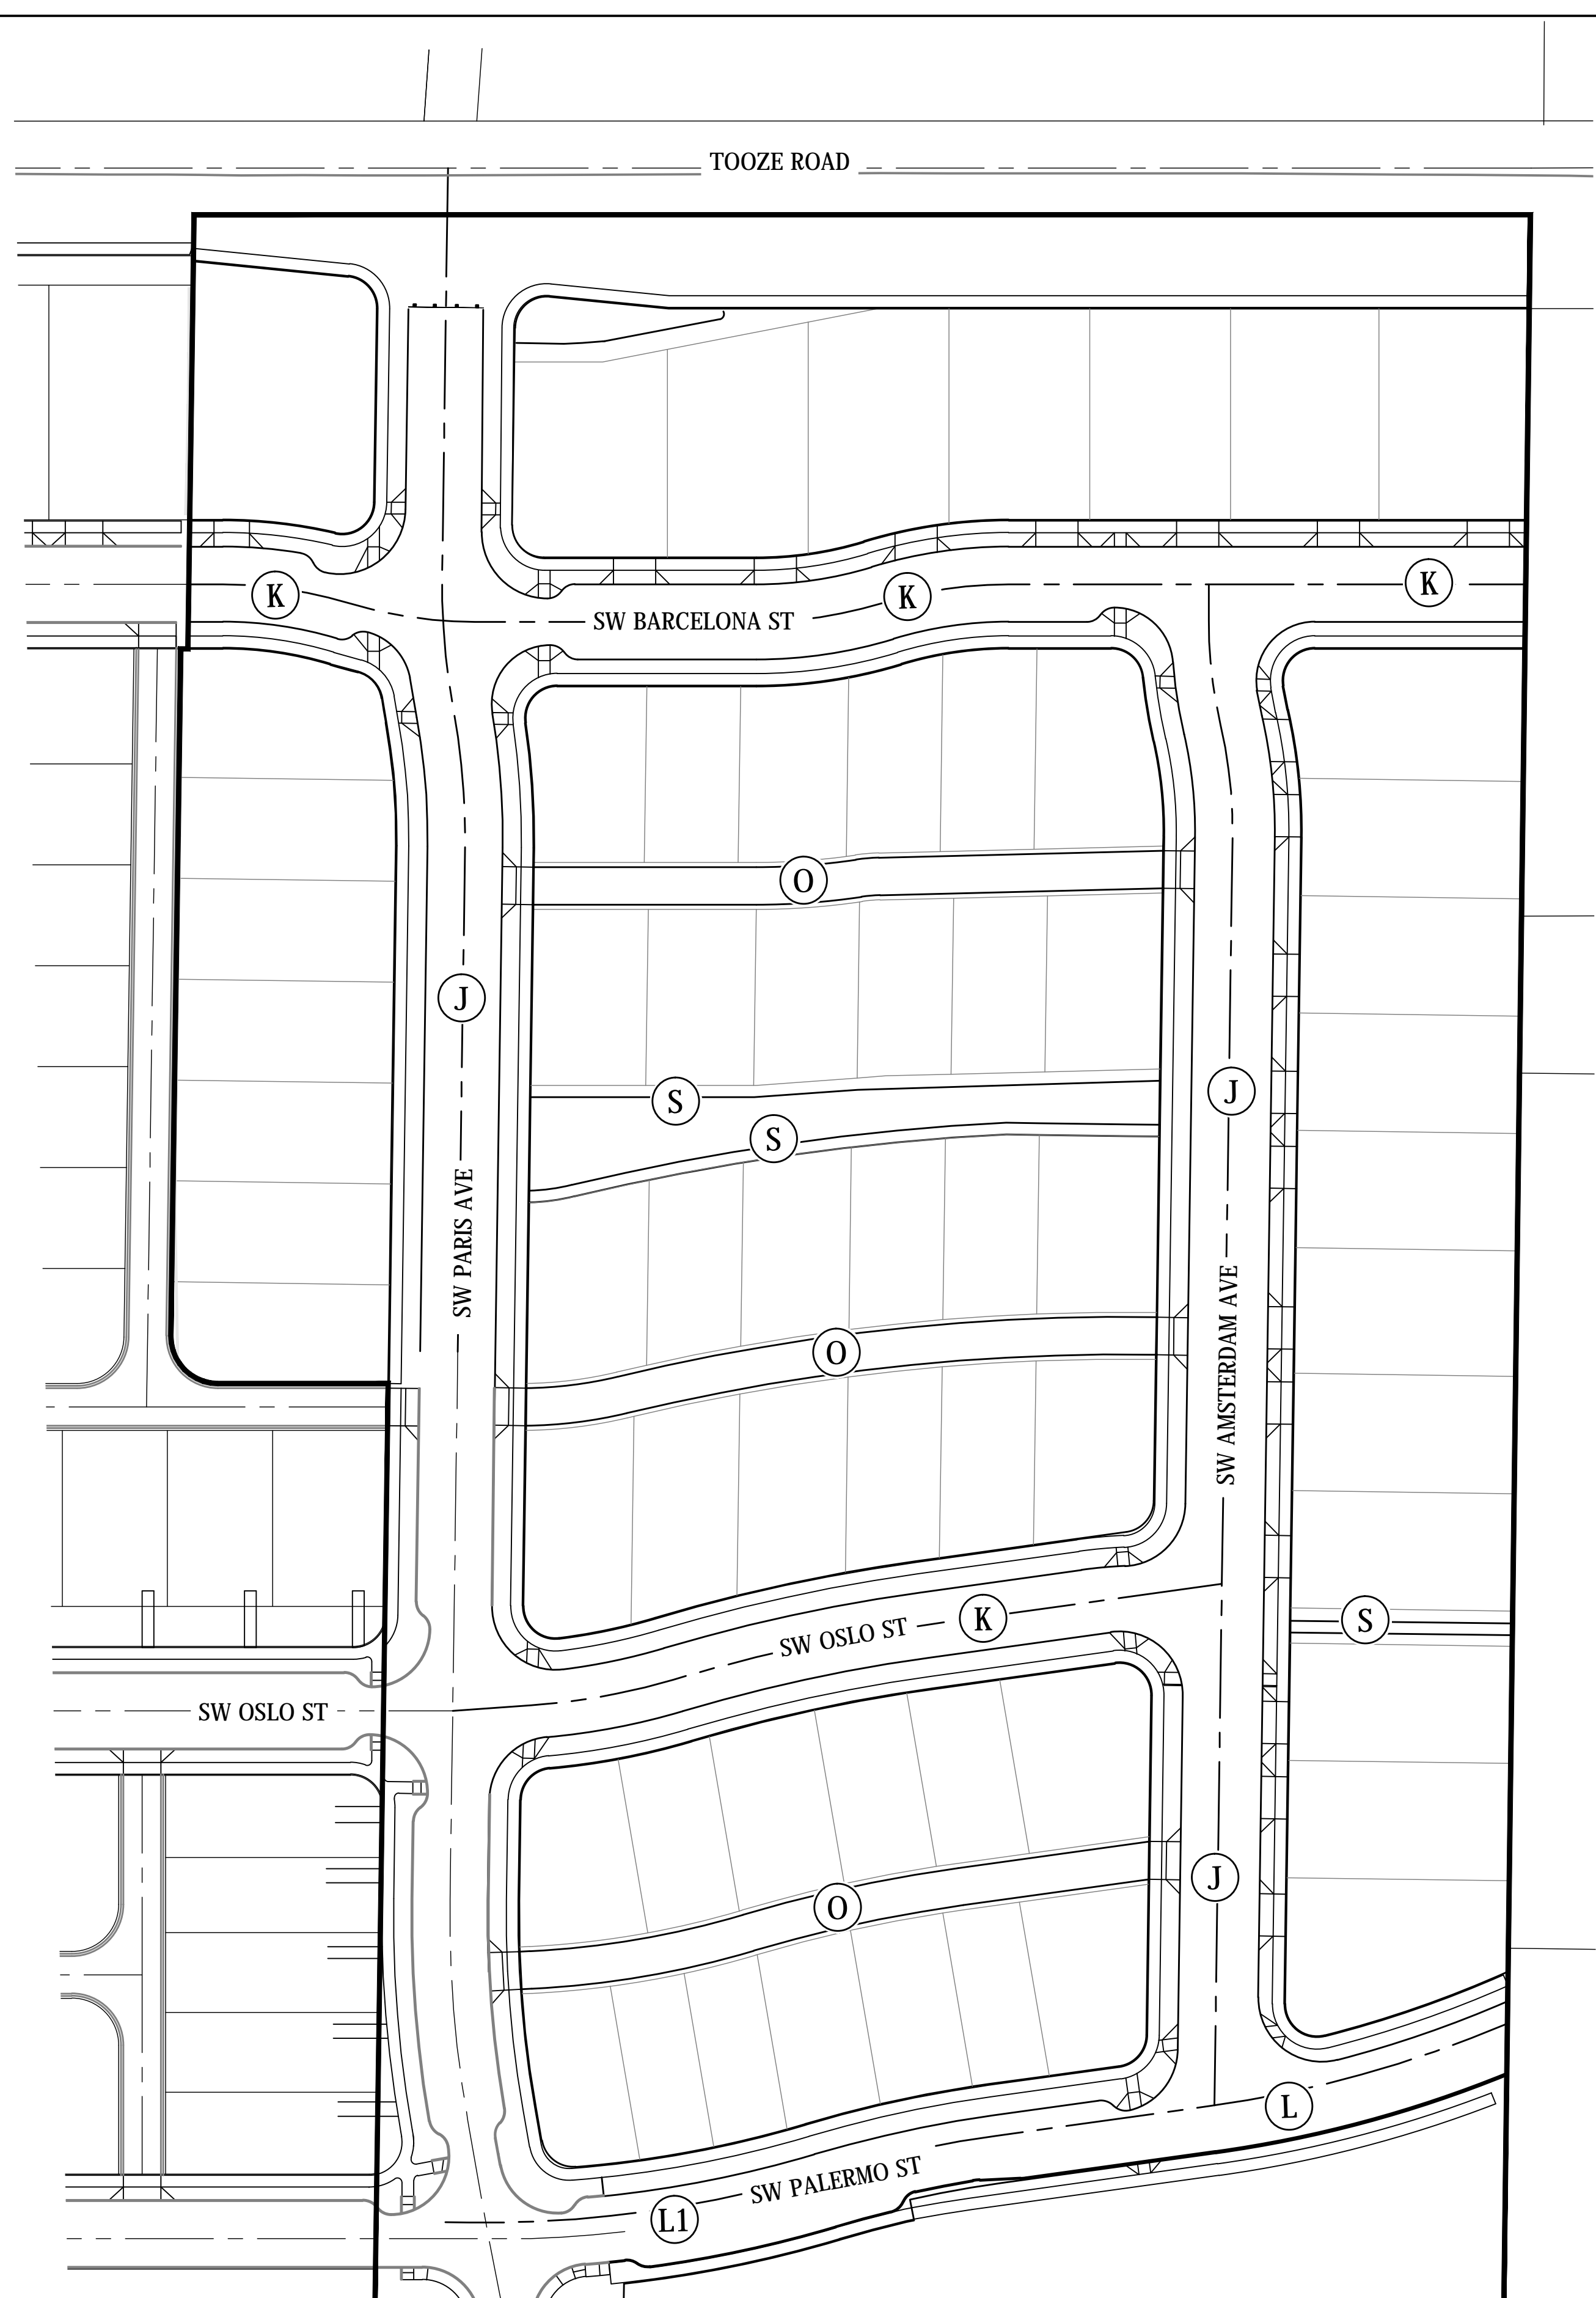 TOOZE ROAD
K
K
K
SW BARCELONA ST
O
J
S
J
S
SW PARIS AVE
O
SW AMSTERDAM AVE
K
S
SW OSLO ST
SW OSLO ST
J
O
L
SW PALERMO ST
L1